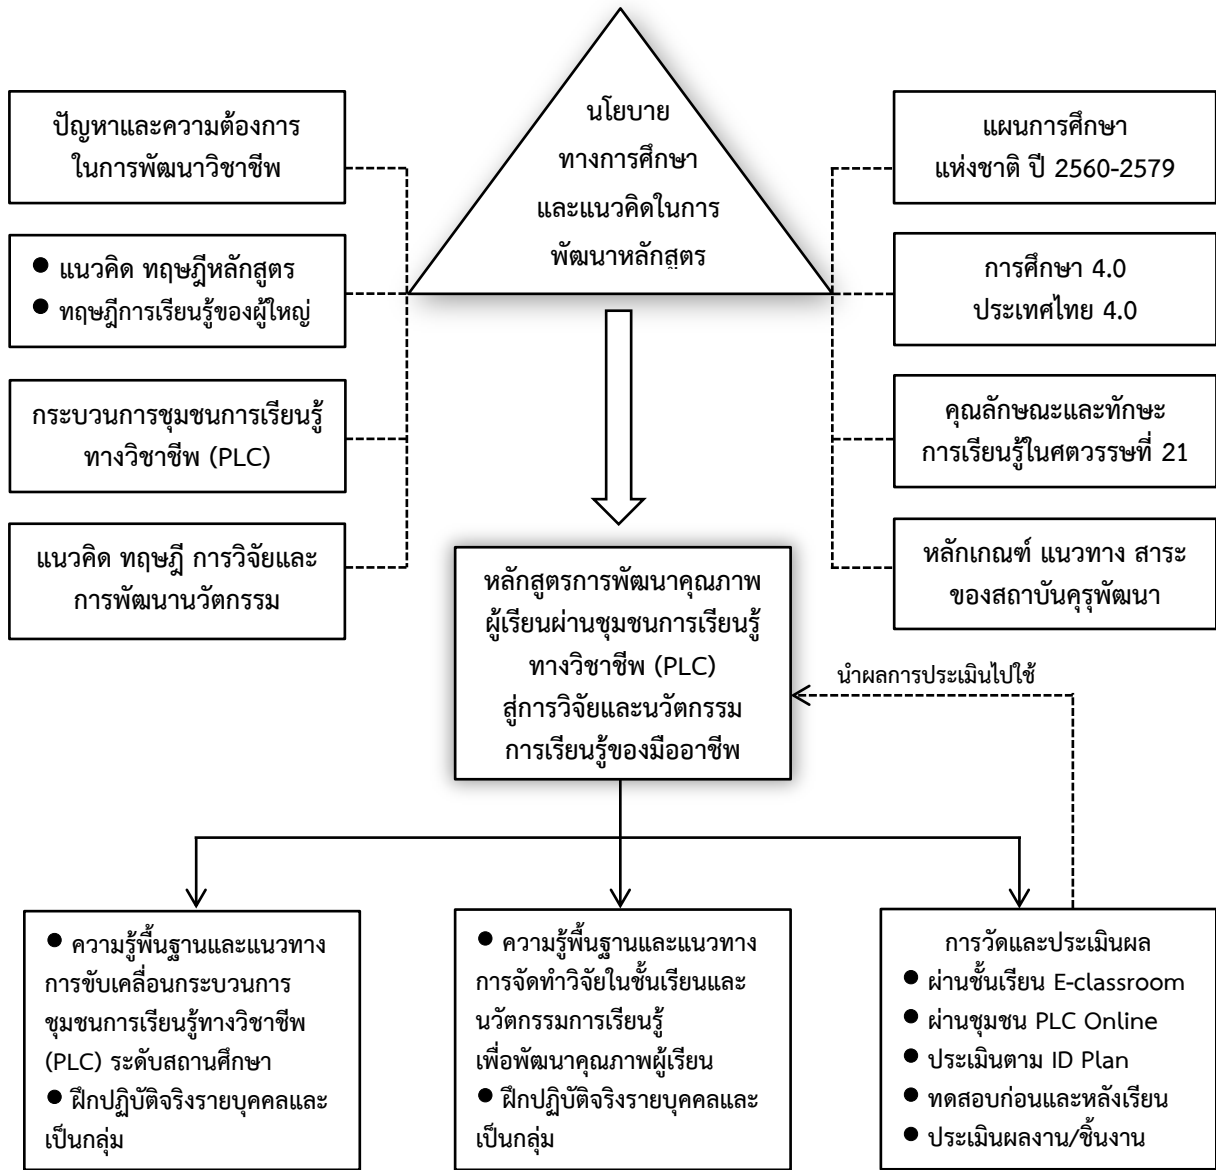 นโยบาย
ทางการศึกษา
และแนวคิดในการ
พัฒนาหลักสูตร
ปัญหาและความต้องการ
ในการพัฒนาวิชาชีพ
● แนวคิด ทฤษฎีหลักสูตร
● ทฤษฎีการเรียนรู้ของผู้ใหญ่
กระบวนการชุมชนการเรียนรู้
ทางวิชาชีพ (PLC)
แนวคิด ทฤษฎี การวิจัยและ
การพัฒนานวัตกรรม
แผนการศึกษา
แห่งชาติ ปี 2560-2579
การศึกษา 4.0
ประเทศไทย 4.0
คุณลักษณะและทักษะ
การเรียนรู้ในศตวรรษที่ 21
หลักเกณฑ์ แนวทาง สาระ
ของสถาบันคุรุพัฒนา
หลักสูตรการพัฒนาคุณภาพ
ผู้เรียนผ่านชุมชนการเรียนรู้
ทางวิชาชีพ (PLC)
สู่การวิจัยและนวัตกรรม
การเรียนรู้ของมืออาชีพ
นำผลการประเมินไปใช้
● ความรู้พื้นฐานและแนวทาง
การขับเคลื่อนกระบวนการ
ชุมชนการเรียนรู้ทางวิชาชีพ
(PLC) ระดับสถานศึกษา
● ฝึกปฏิบัติจริงรายบุคคลและ
เป็นกลุ่ม
● ความรู้พื้นฐานและแนวทาง
การจัดทำวิจัยในชั้นเรียนและ
นวัตกรรมการเรียนรู้
เพื่อพัฒนาคุณภาพผู้เรียน
● ฝึกปฏิบัติจริงรายบุคคลและ
เป็นกลุ่ม
การวัดและประเมินผล
● ผ่านชั้นเรียน E-classroom
● ผ่านชุมชน PLC Online
● ประเมินตาม ID Plan
● ทดสอบก่อนและหลังเรียน
● ประเมินผลงาน/ชิ้นงาน